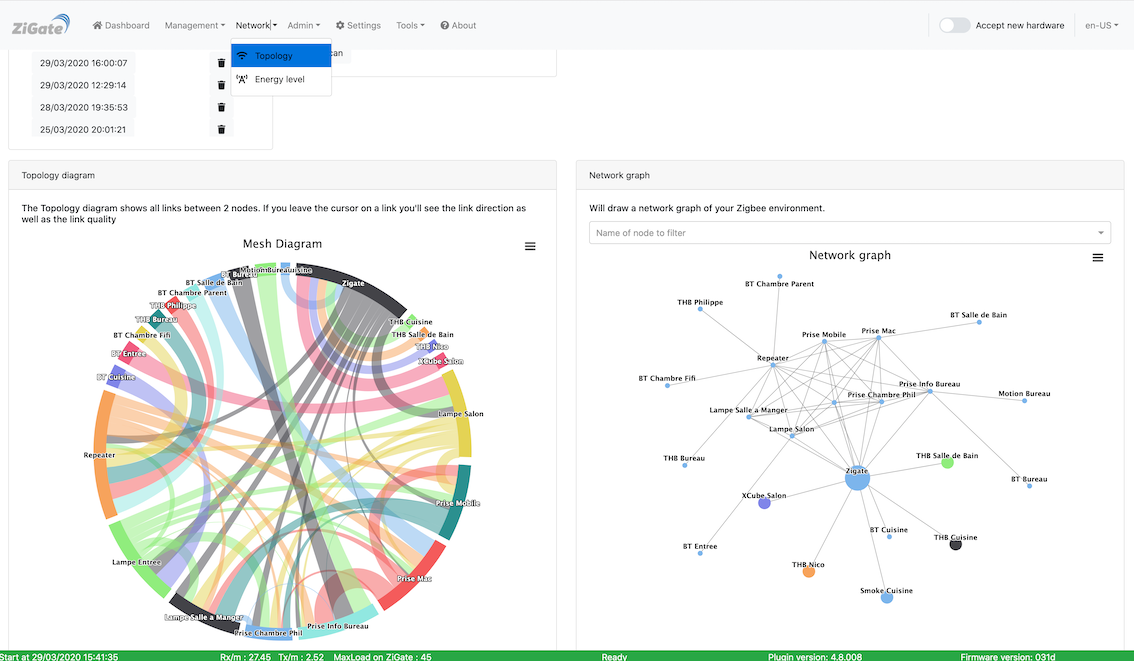 ZiGate
Dashboard Management Network Admin Settings Tools About Accept new hardware en-US
Topology
Energy level
can
29/03/2020 16:00:07
29/03/2020 12:29:14
28/03/2020 19:35:53
25/03/2020 20:01:21
Topology diagram
The Topology diagram shows all links between 2 nodes. If you leave the cursor on a link you'll see the link direction as
well as the link quality
Mesh Diagram
Zigate
THB Cuisine
THB Salle de Bain
THB Nico
XCube Salon
Lampe Salon
Prise Mobile
Prise Mac
Prise Info Bureau
Prise Chambre Phil
Lampe Salle a Manger
Lampe Entree
Repeater
BT Cuisine
BT Entree
BT Chambre Fifi
THB Bureau
THB Philippe
BT Chambre Parent
BT Salle de Bain
BT Bureau
Motion Bureau
Network graph
Will draw a network graph of your Zigbee environment.
Name of node to filter
Network graph
BT Chambre Parent
THB Philippe
BT Salle de Bain
Prise Mobile
Prise Mac
Repeater
BT Chambre Fifi
Prise Info Bureau
Prise Chambre Phil
Motion Bureau
Lampe Salle a Manger
Lampe Salon
THB Bureau
THB Salle de Bain
Zigate
BT Bureau
XCube Salon
BT Cuisine
THB Cuisine
BT Entree
THB Nico
Smoke Cuisine
Start at 29/03/2020 15:41:35 Rx/m : 27.45 Tx/m : 2.52 MaxLoad on ZiGate : 45 Ready Plugin version: 4.8.008 Firmware version: 031d